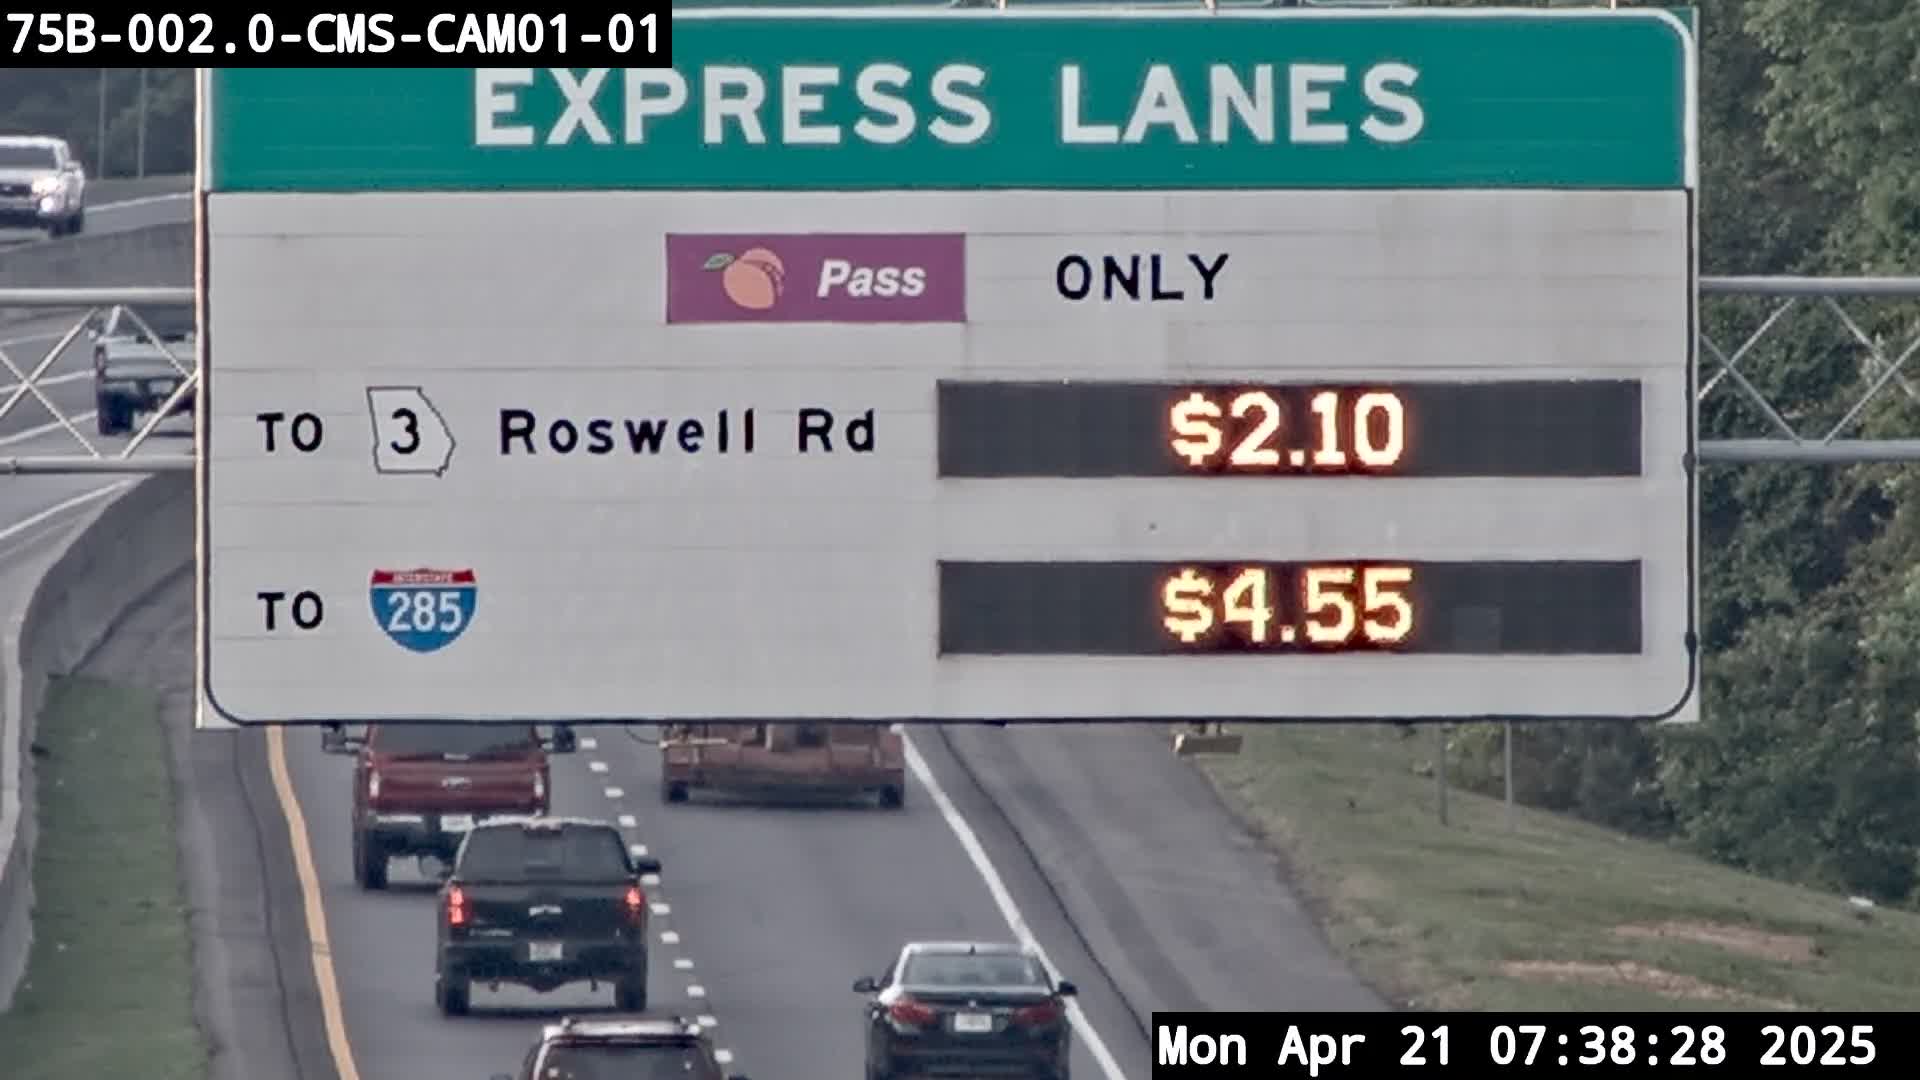 75B-002.0-CMS-CAM01-01
EXPRESS LANES
Pass ONLY
TO 3 Roswell Rd $2.10
TO INTERSTATE 285 $4.55
Mon Apr 21 07:38:28 2025